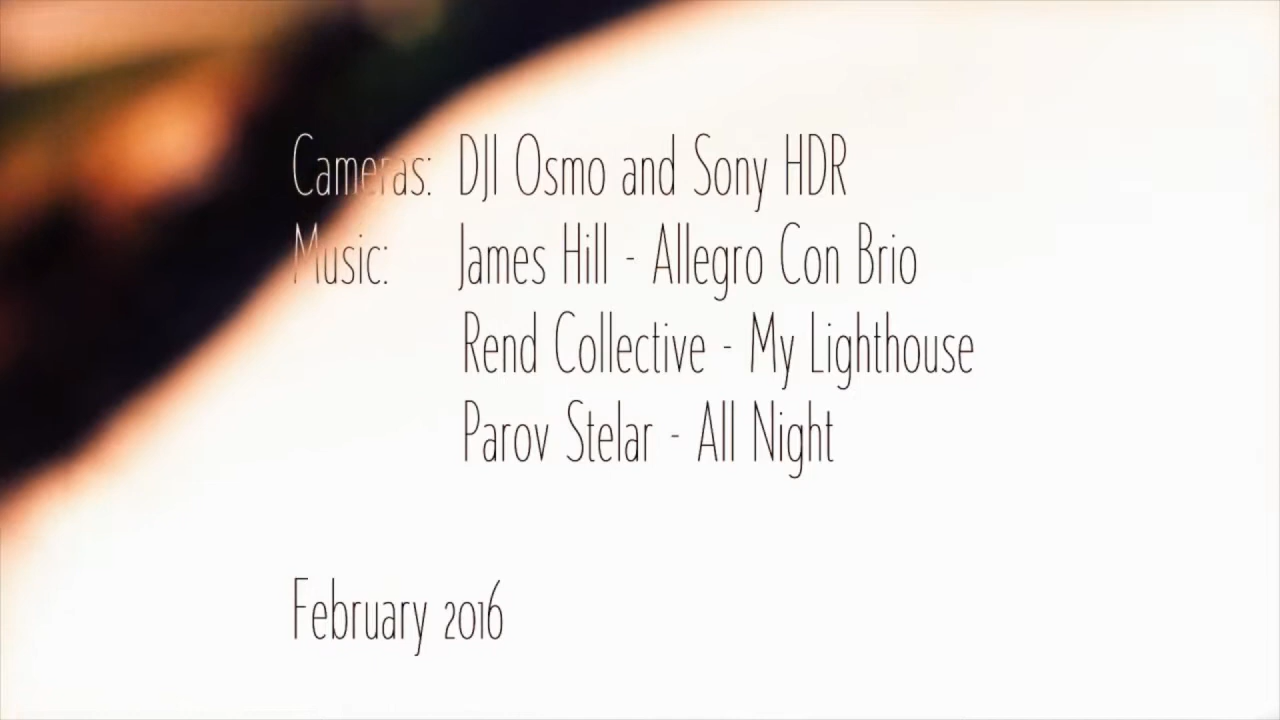 Cameras: DJI Osmo and Sony HDR
Music: James Hill - Allegro Con Brio
Rend Collective - My Lighthouse
Parov Stelar - All Night
February 2016